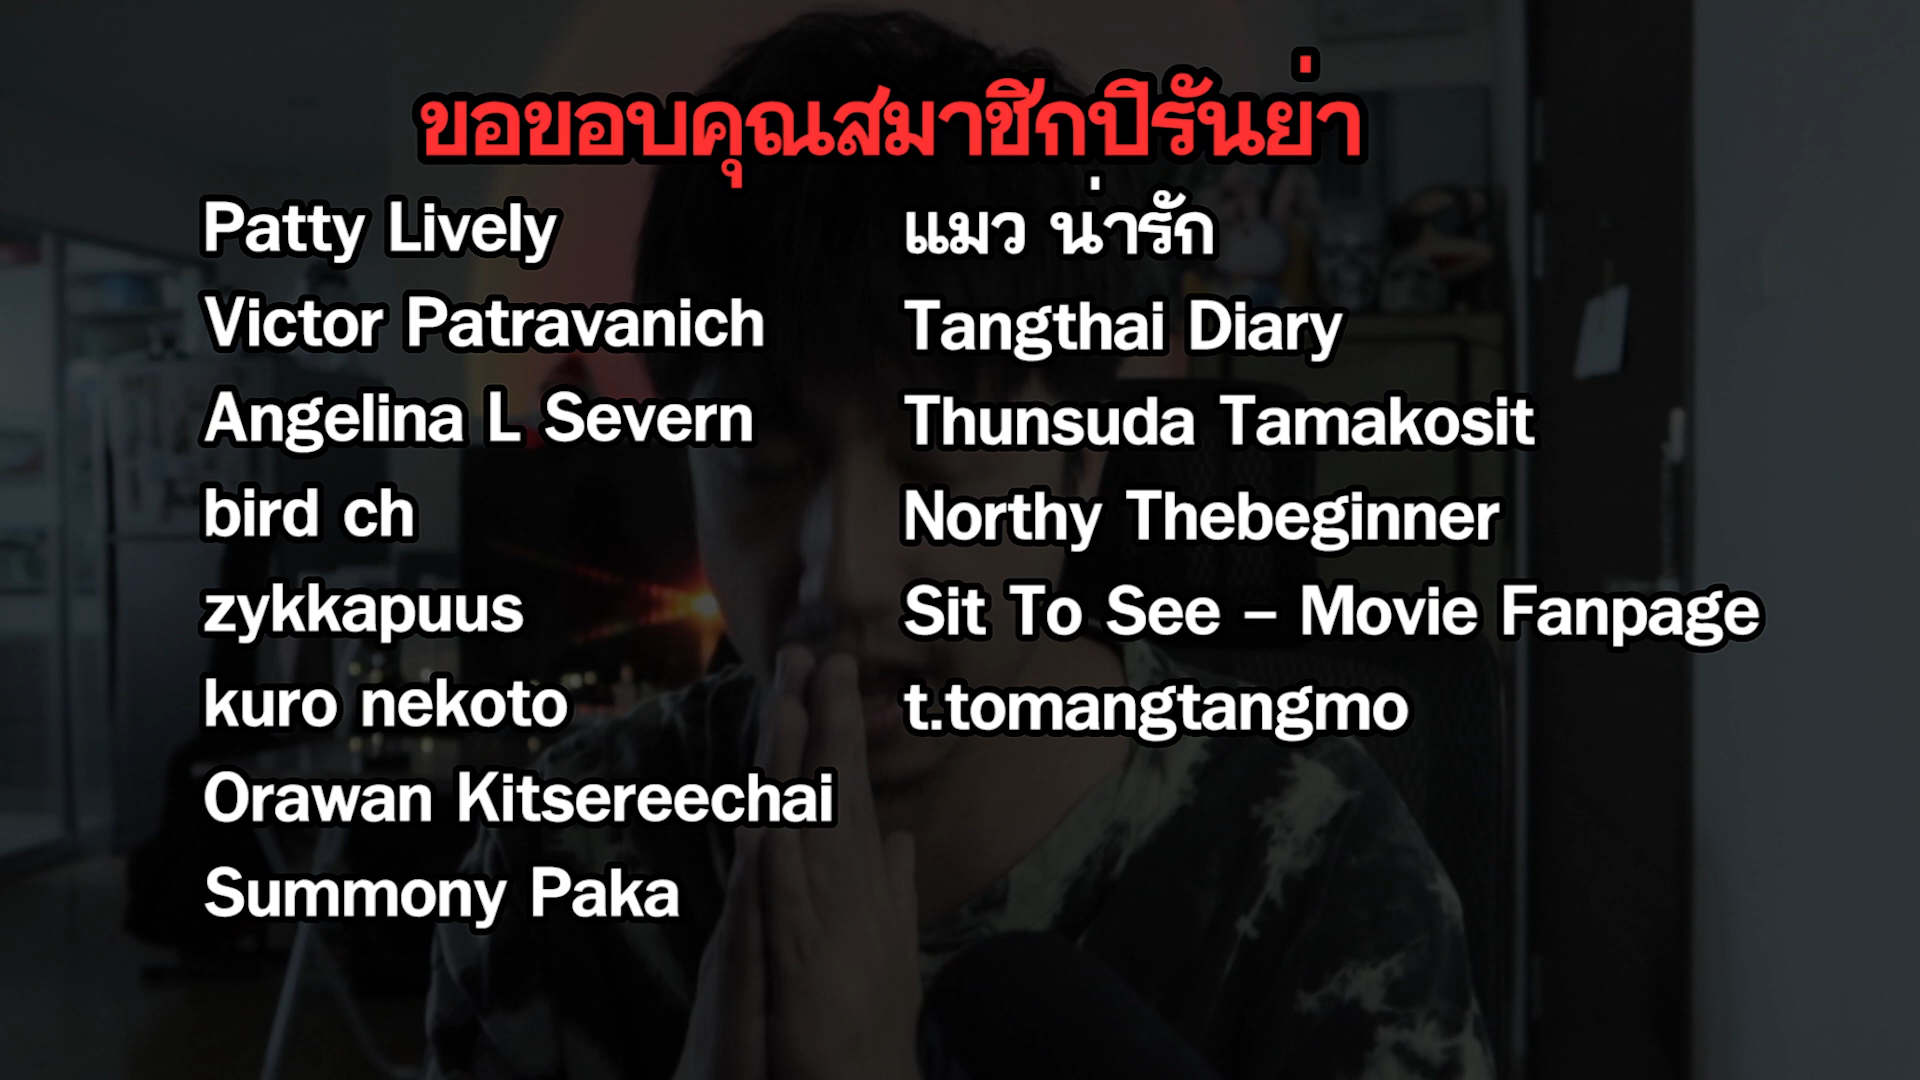 ขอขอบคุณสมาชิกปิรันย่า
Patty Lively
Victor Patravanich
Angelina L Severn
bird ch
zykkapuus
kuro nekoto
Orawan Kitsereechai
Summony Paka
แมว น่ารัก
Tangthai Diary
Thunsuda Tamakosit
Northy Thebeginner
Sit To See – Movie Fanpage
t.tomangtangmo